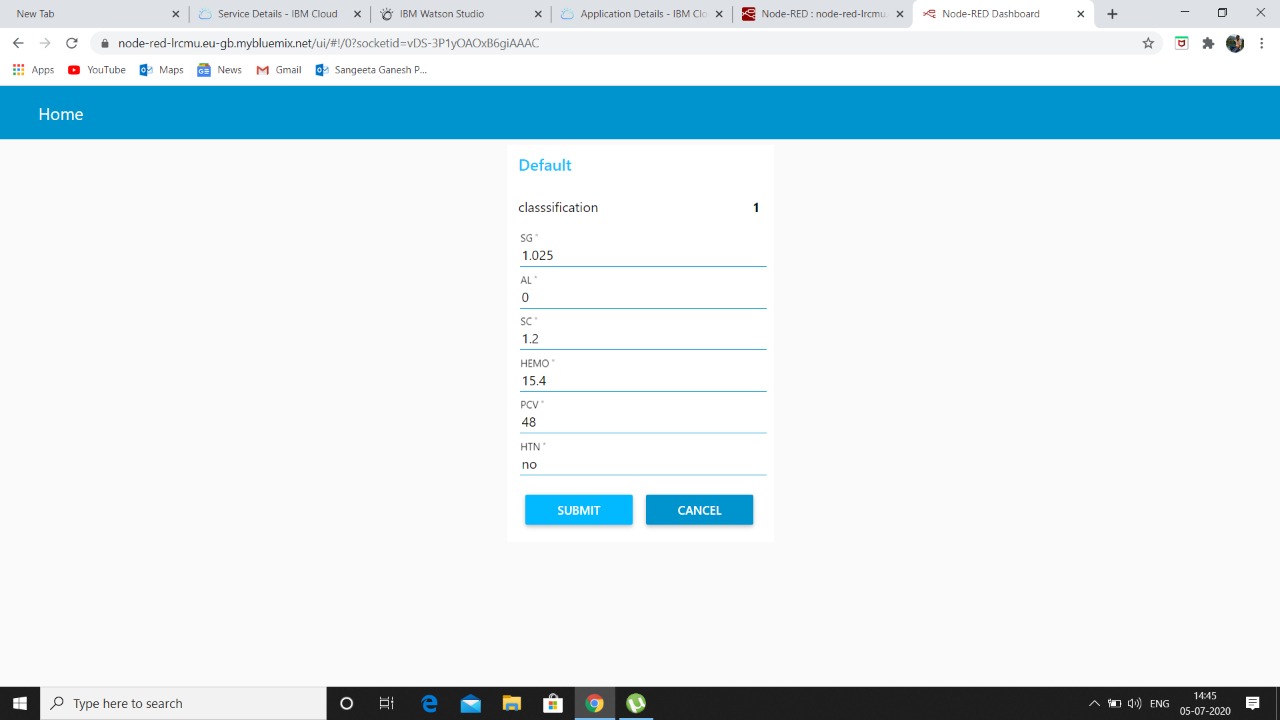 New Tab
Service Details - IBM Cloud
IBM Watson Studio
Application Details - IBM Clo
Node-RED : node-red-lrcmu
Node-RED Dashboard
node-red-lrcmu.eu-gb.mybluemix.net/ui/#!/0?socketid=vDS-3P1yOAOxB6giAAAC
Apps
YouTube
Maps
News
Gmail
Sangeeta Ganesh P...
Home
Default
classsification 1
SG *
1.025
AL *
0
SC *
1.2
HEMO *
15.4
PCV *
48
HTN *
no
SUBMIT CANCEL
Type here to search
ENG
14:45
05-07-2020